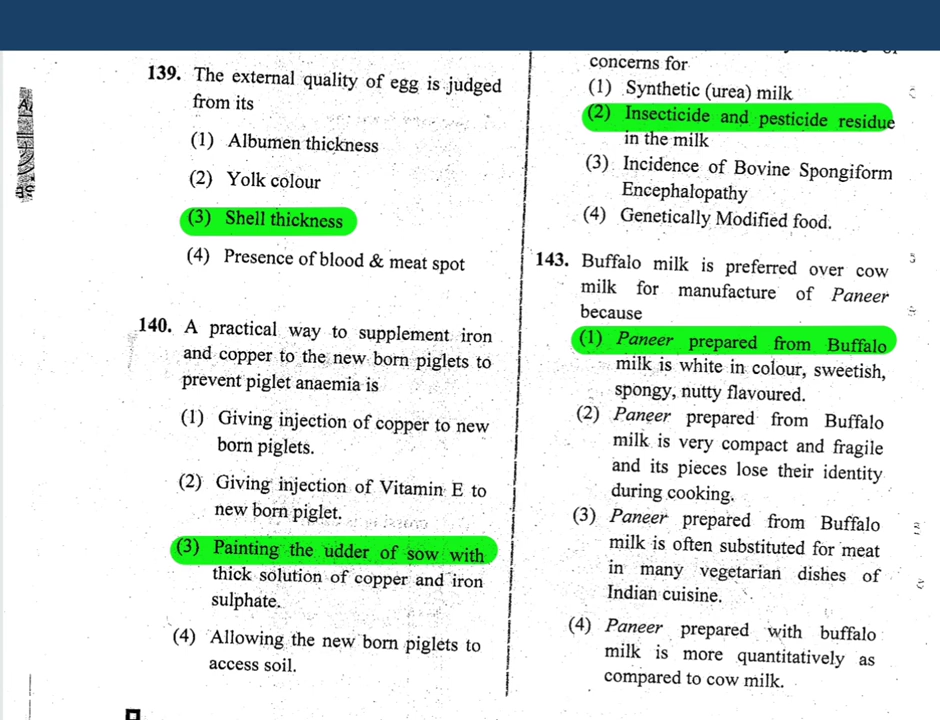 139. The external quality of egg is judged
from its
(1) Albumen thickness
(2) Yolk colour
(3) Shell thickness
(4) Presence of blood & meat spot
140. A practical way to supplement iron
and copper to the new born piglets to
prevent piglet anaemia is
(1) Giving injection of copper to new
born piglets.
(2) Giving injection of Vitamin E to
new born piglet.
(3) Painting the udder of sow with
thick solution of copper and iron
sulphate.
(4) Allowing the new born piglets to
access soil.
concerns for
(1) Synthetic (urea) milk
(2) Insecticide and pesticide residue
in the milk
(3) Incidence of Bovine Spongiform
Encephalopathy
(4) Genetically Modified food.
143. Buffalo milk is preferred over cow
milk for manufacture of Paneer
because
(1) Paneer prepared from Buffalo
milk is white in colour, sweetish,
spongy, nutty flavoured.
(2) Paneer prepared from Buffalo
milk is very compact and fragile
and its pieces lose their identity
during cooking.
(3) Paneer prepared from Buffalo
milk is often substituted for meat
in many vegetarian dishes of
Indian cuisine.
(4) Paneer prepared with buffalo
milk is more quantitatively as
compared to cow milk.